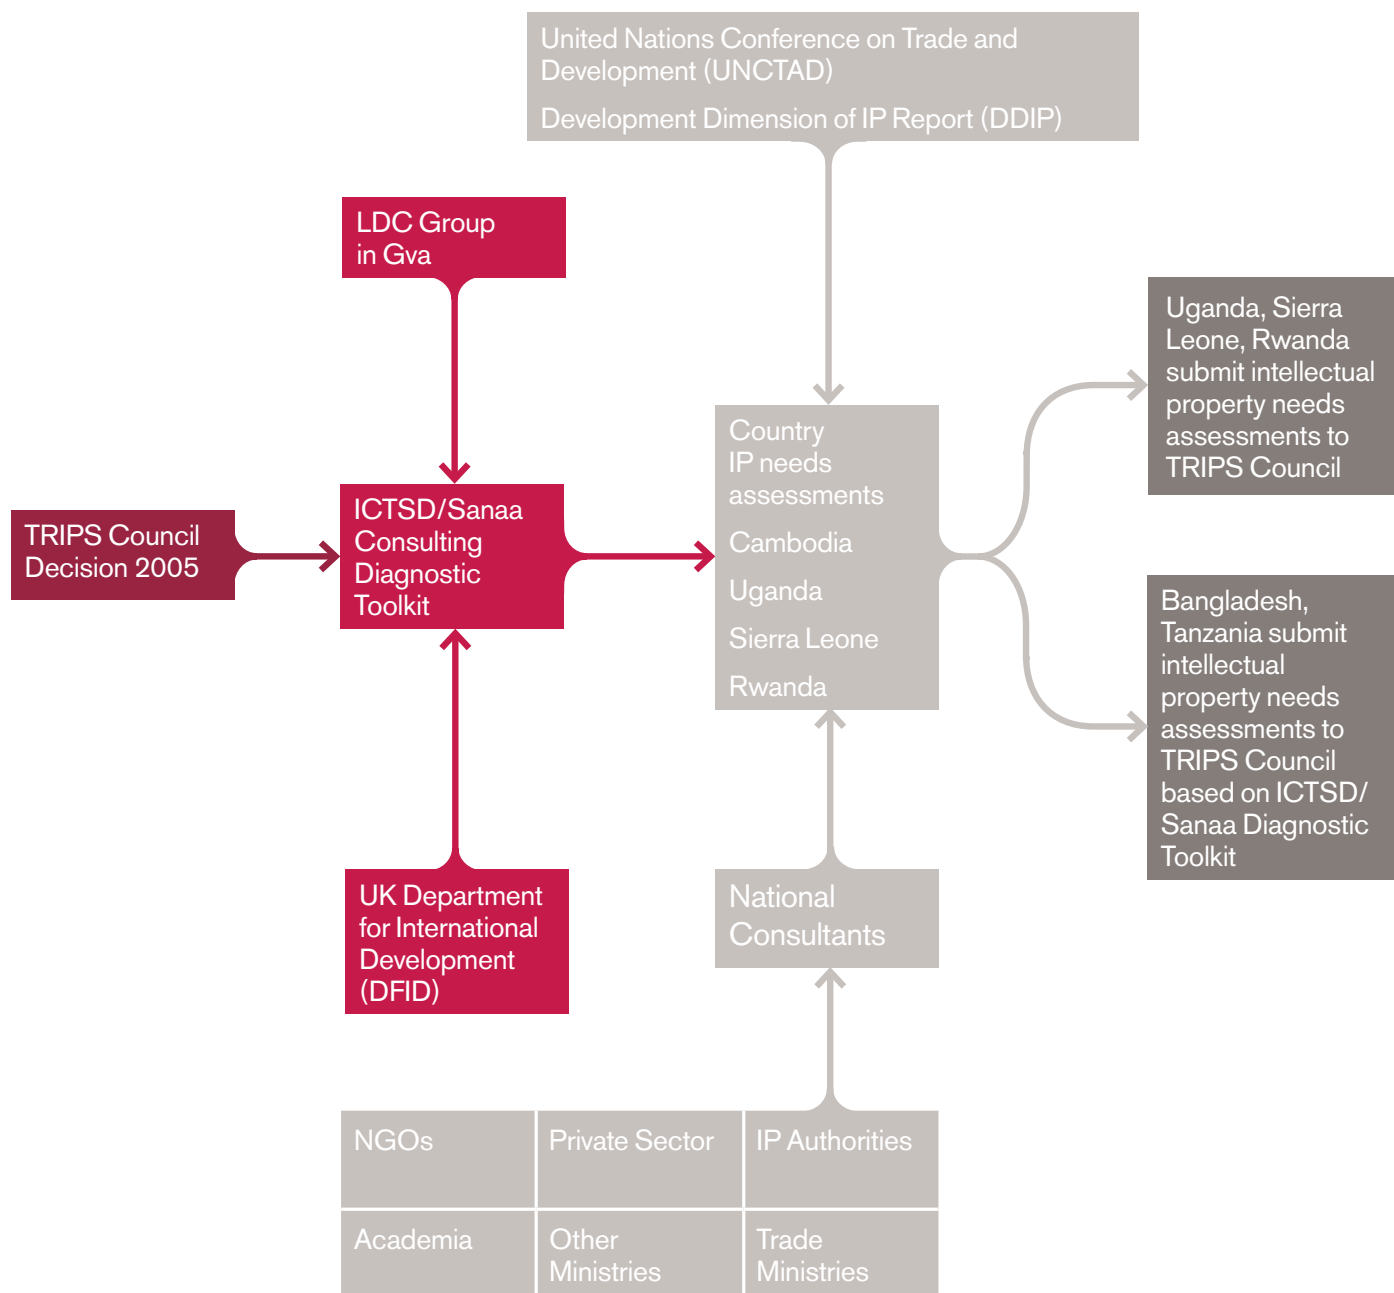 United Nations Conference on Trade and
Development (UNCTAD)
Development Dimension of IP Report (DDIP)
LDC Group
in Gva
TRIPS Council
Decision 2005
ICTSD/Sanaa
Consulting
Diagnostic
Toolkit
UK Department
for International
Development
(DFID)
Country
IP needs
assessments
Cambodia
Uganda
Sierra Leone
Rwanda
National
Consultants
NGOs
Private Sector
IP Authorities
Academia
Other
Ministries
Trade
Ministries
Uganda, Sierra
Leone, Rwanda
submit intellectual
property needs
assessments to
TRIPS Council
Bangladesh,
Tanzania submit
intellectual
property needs
assessments to
TRIPS Council
based on ICTSD/
Sanaa Diagnostic
Toolkit